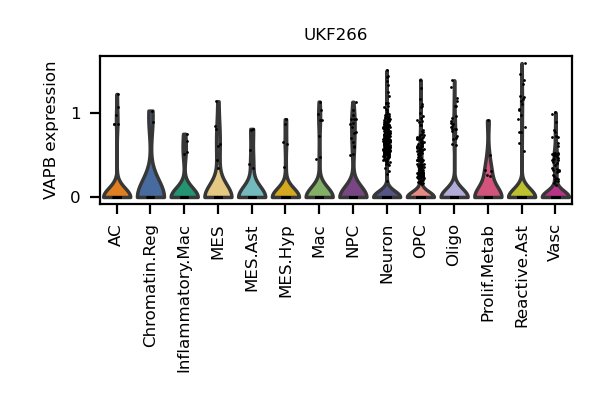 UKF266
VAPB expression
1
0
AC
Chromatin.Reg
Inflammatory.Mac
MES
MES.Ast
MES.Hyp
Mac
NPC
Neuron
OPC
Oligo
Prolif.Metab
Reactive.Ast
Vasc